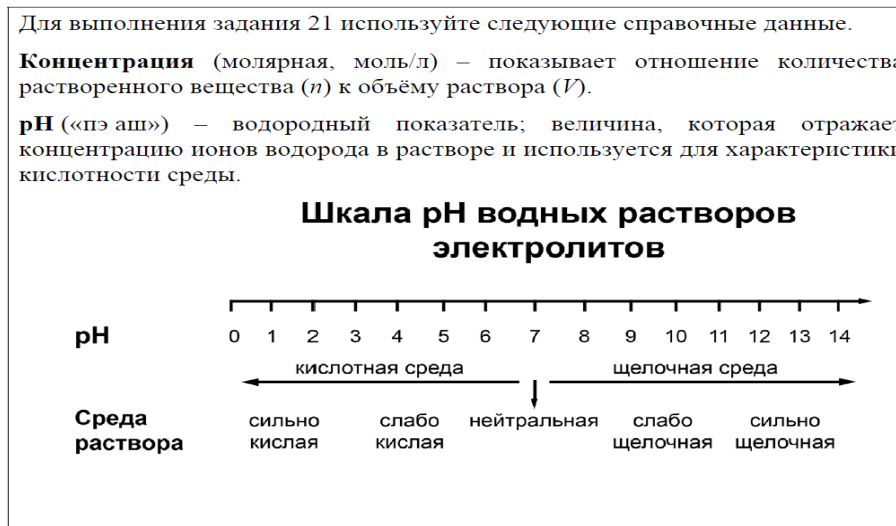 Для выполнения задания 21 используйте следующие справочные данные.
Концентрация (молярная, моль/л) – показывает отношение количества
растворенного вещества (n) к объёму раствора (V).
pH («пэ аш») – водородный показатель; величина, которая отражает
концентрацию ионов водорода в растворе и используется для характеристики
кислотности среды.
Шкала pH водных растворов
электролитов
pH 0 1 2 3 4 5 6 7 8 9 10 11 12 13 14
кислотная среда щелочная среда
Среда сильно слабо нейтральная слабо сильно
раствора кислая кислая щелочная щелочная